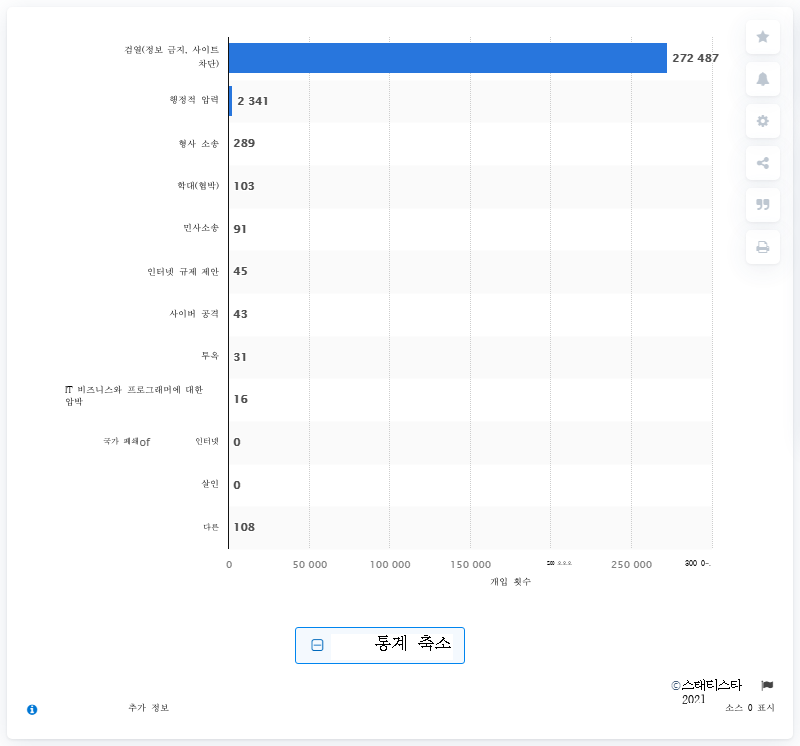 검열(정보 금지, 사이트
차단)
272 487
행정적 압력
2 341
형사 소송
289
학대(협박)
103
민사소송
91
인터넷 규제 제안
45
사이버 공격
43
투옥
31
IT 비즈니스와 프로그래머에 대한
압박
16
국가 폐쇄of 인터넷
0
살인
0
다른
108
0 50 000 100 000 150 000 250 000
개입 횟수
통계 축소
©스태티스타
2021
추가 정보
소스 0 표시